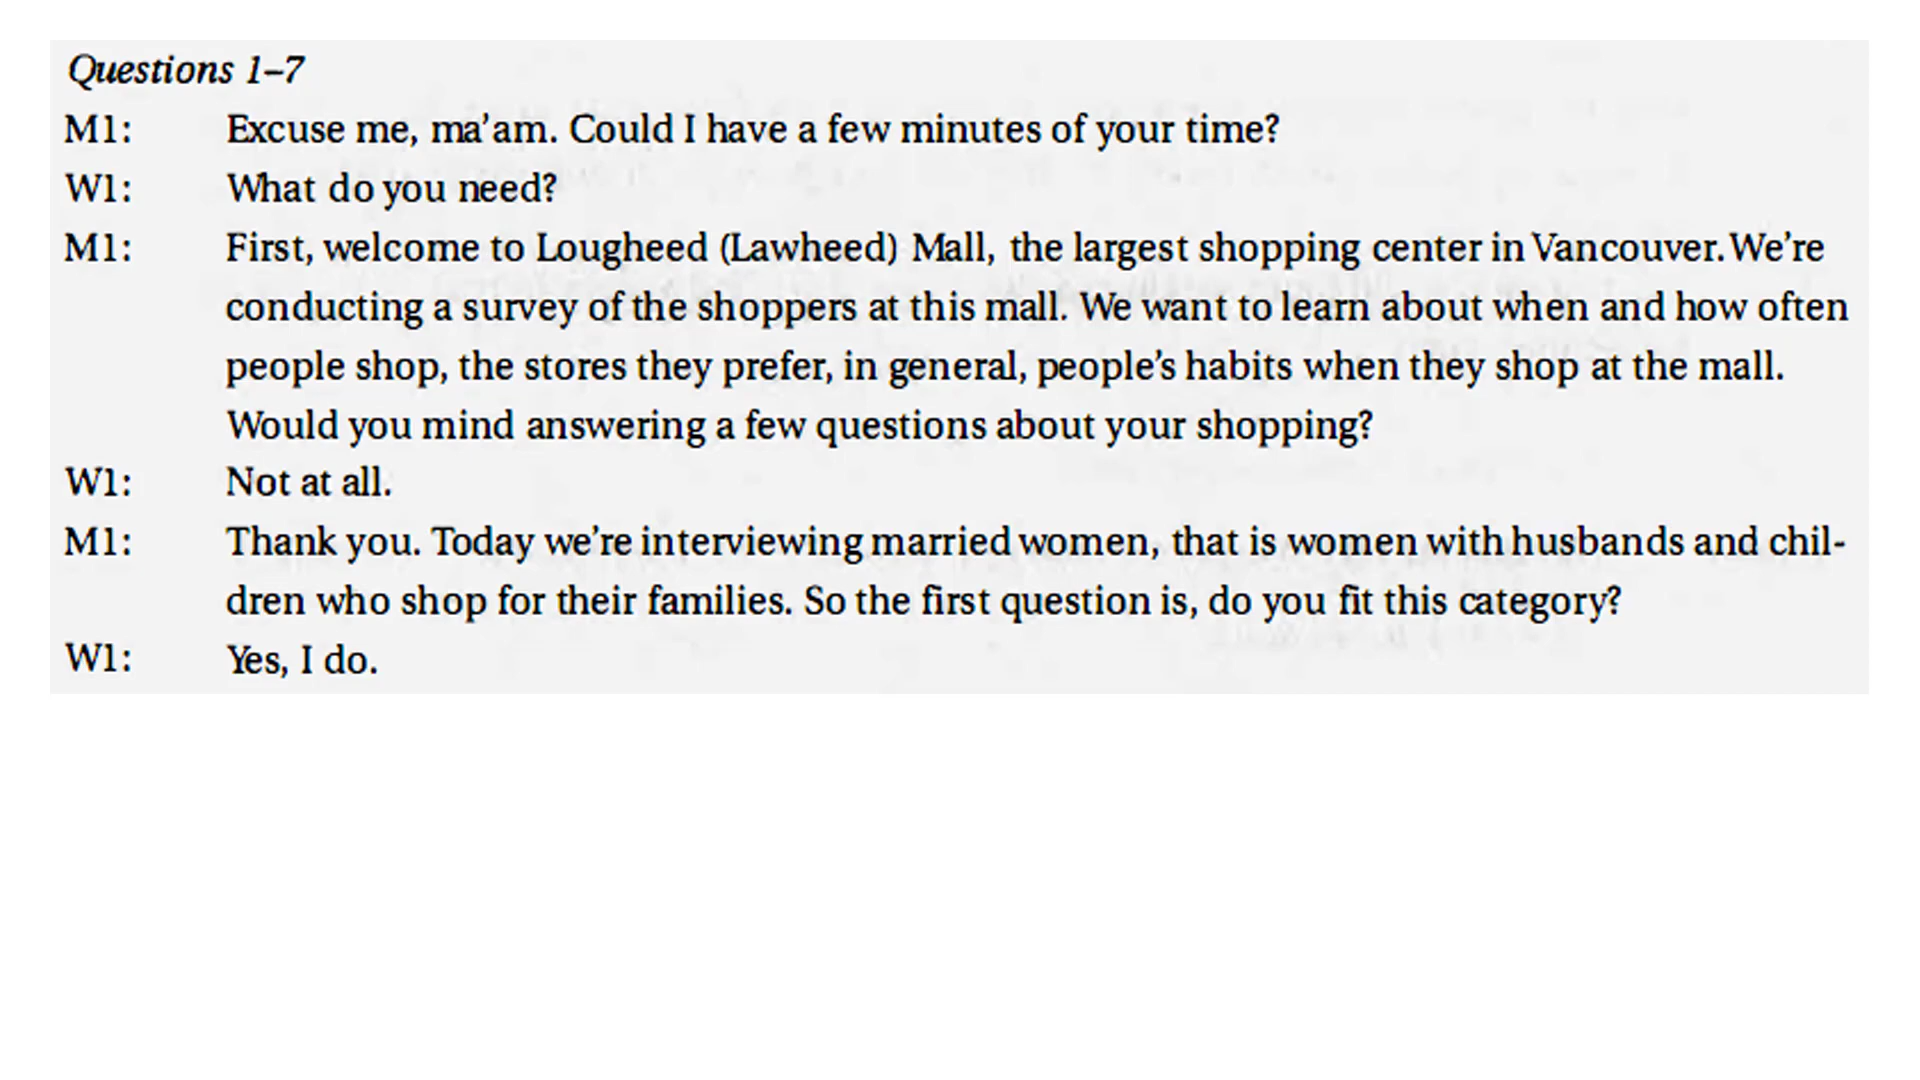 Questions 1–7
M1: Excuse me, ma’am. Could I have a few minutes of your time?
W1: What do you need?
M1: First, welcome to Lougheed (Lawheed) Mall, the largest shopping center in Vancouver. We’re
conducting a survey of the shoppers at this mall. We want to learn about when and how often
people shop, the stores they prefer, in general, people’s habits when they shop at the mall.
Would you mind answering a few questions about your shopping?
W1: Not at all.
M1: Thank you. Today we’re interviewing married women, that is women with husbands and chil-
dren who shop for their families. So the first question is, do you fit this category?
W1: Yes, I do.